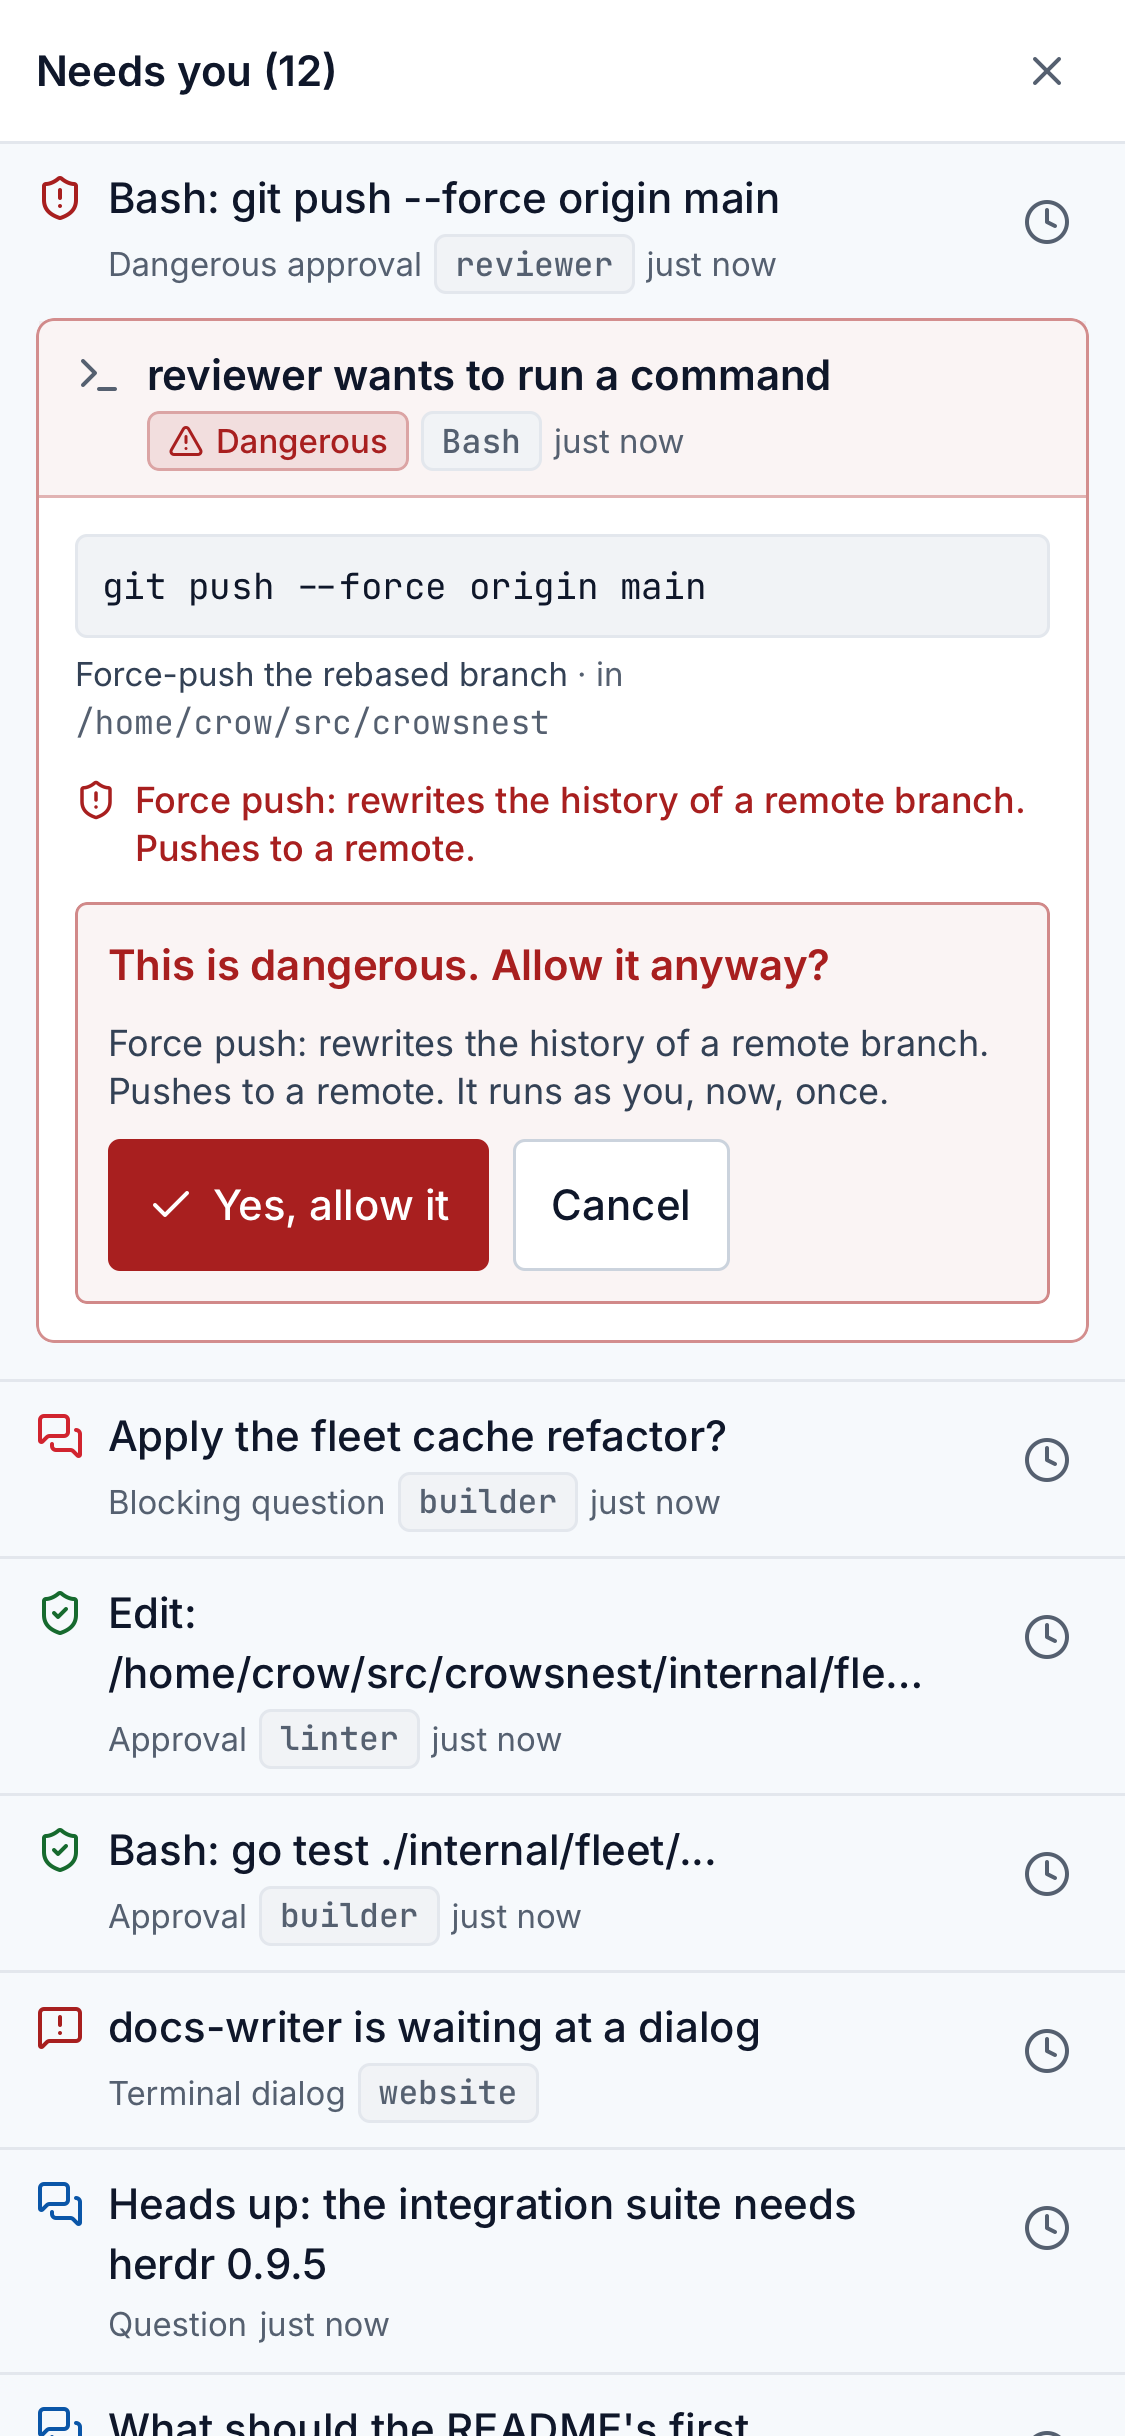 Needs you (12)
Bash: git push --force origin main
Dangerous approval reviewer just now
reviewer wants to run a command
Dangerous Bash just now
git push --force origin main
Force-push the rebased branch · in
/home/crow/src/crowsnest
Force push: rewrites the history of a remote branch.
Pushes to a remote.
This is dangerous. Allow it anyway?
Force push: rewrites the history of a remote branch.
Pushes to a remote. It runs as you, now, once.
Yes, allow it Cancel
Apply the fleet cache refactor?
Blocking question builder just now
Edit:
/home/crow/src/crowsnest/internal/fle...
Approval linter just now
Bash: go test ./internal/fleet/...
Approval builder just now
docs-writer is waiting at a dialog
Terminal dialog website
Heads up: the integration suite needs
herdr 0.9.5
Question just now
What should the README's first